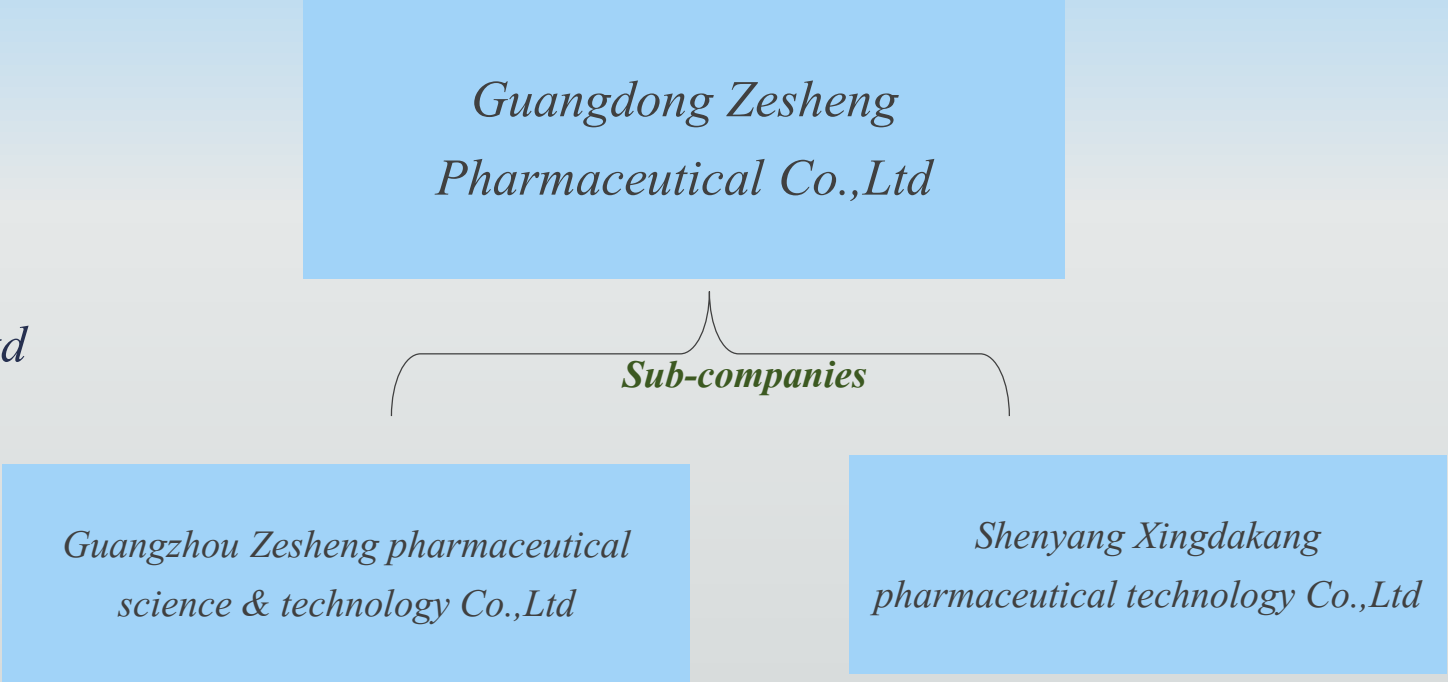 Guangdong Zesheng
Pharmaceutical Co.,Ltd
Sub-companies
Guangzhou Zesheng pharmaceutical
science & technology Co.,Ltd
Shenyang Xingdakang
pharmaceutical technology Co.,Ltd